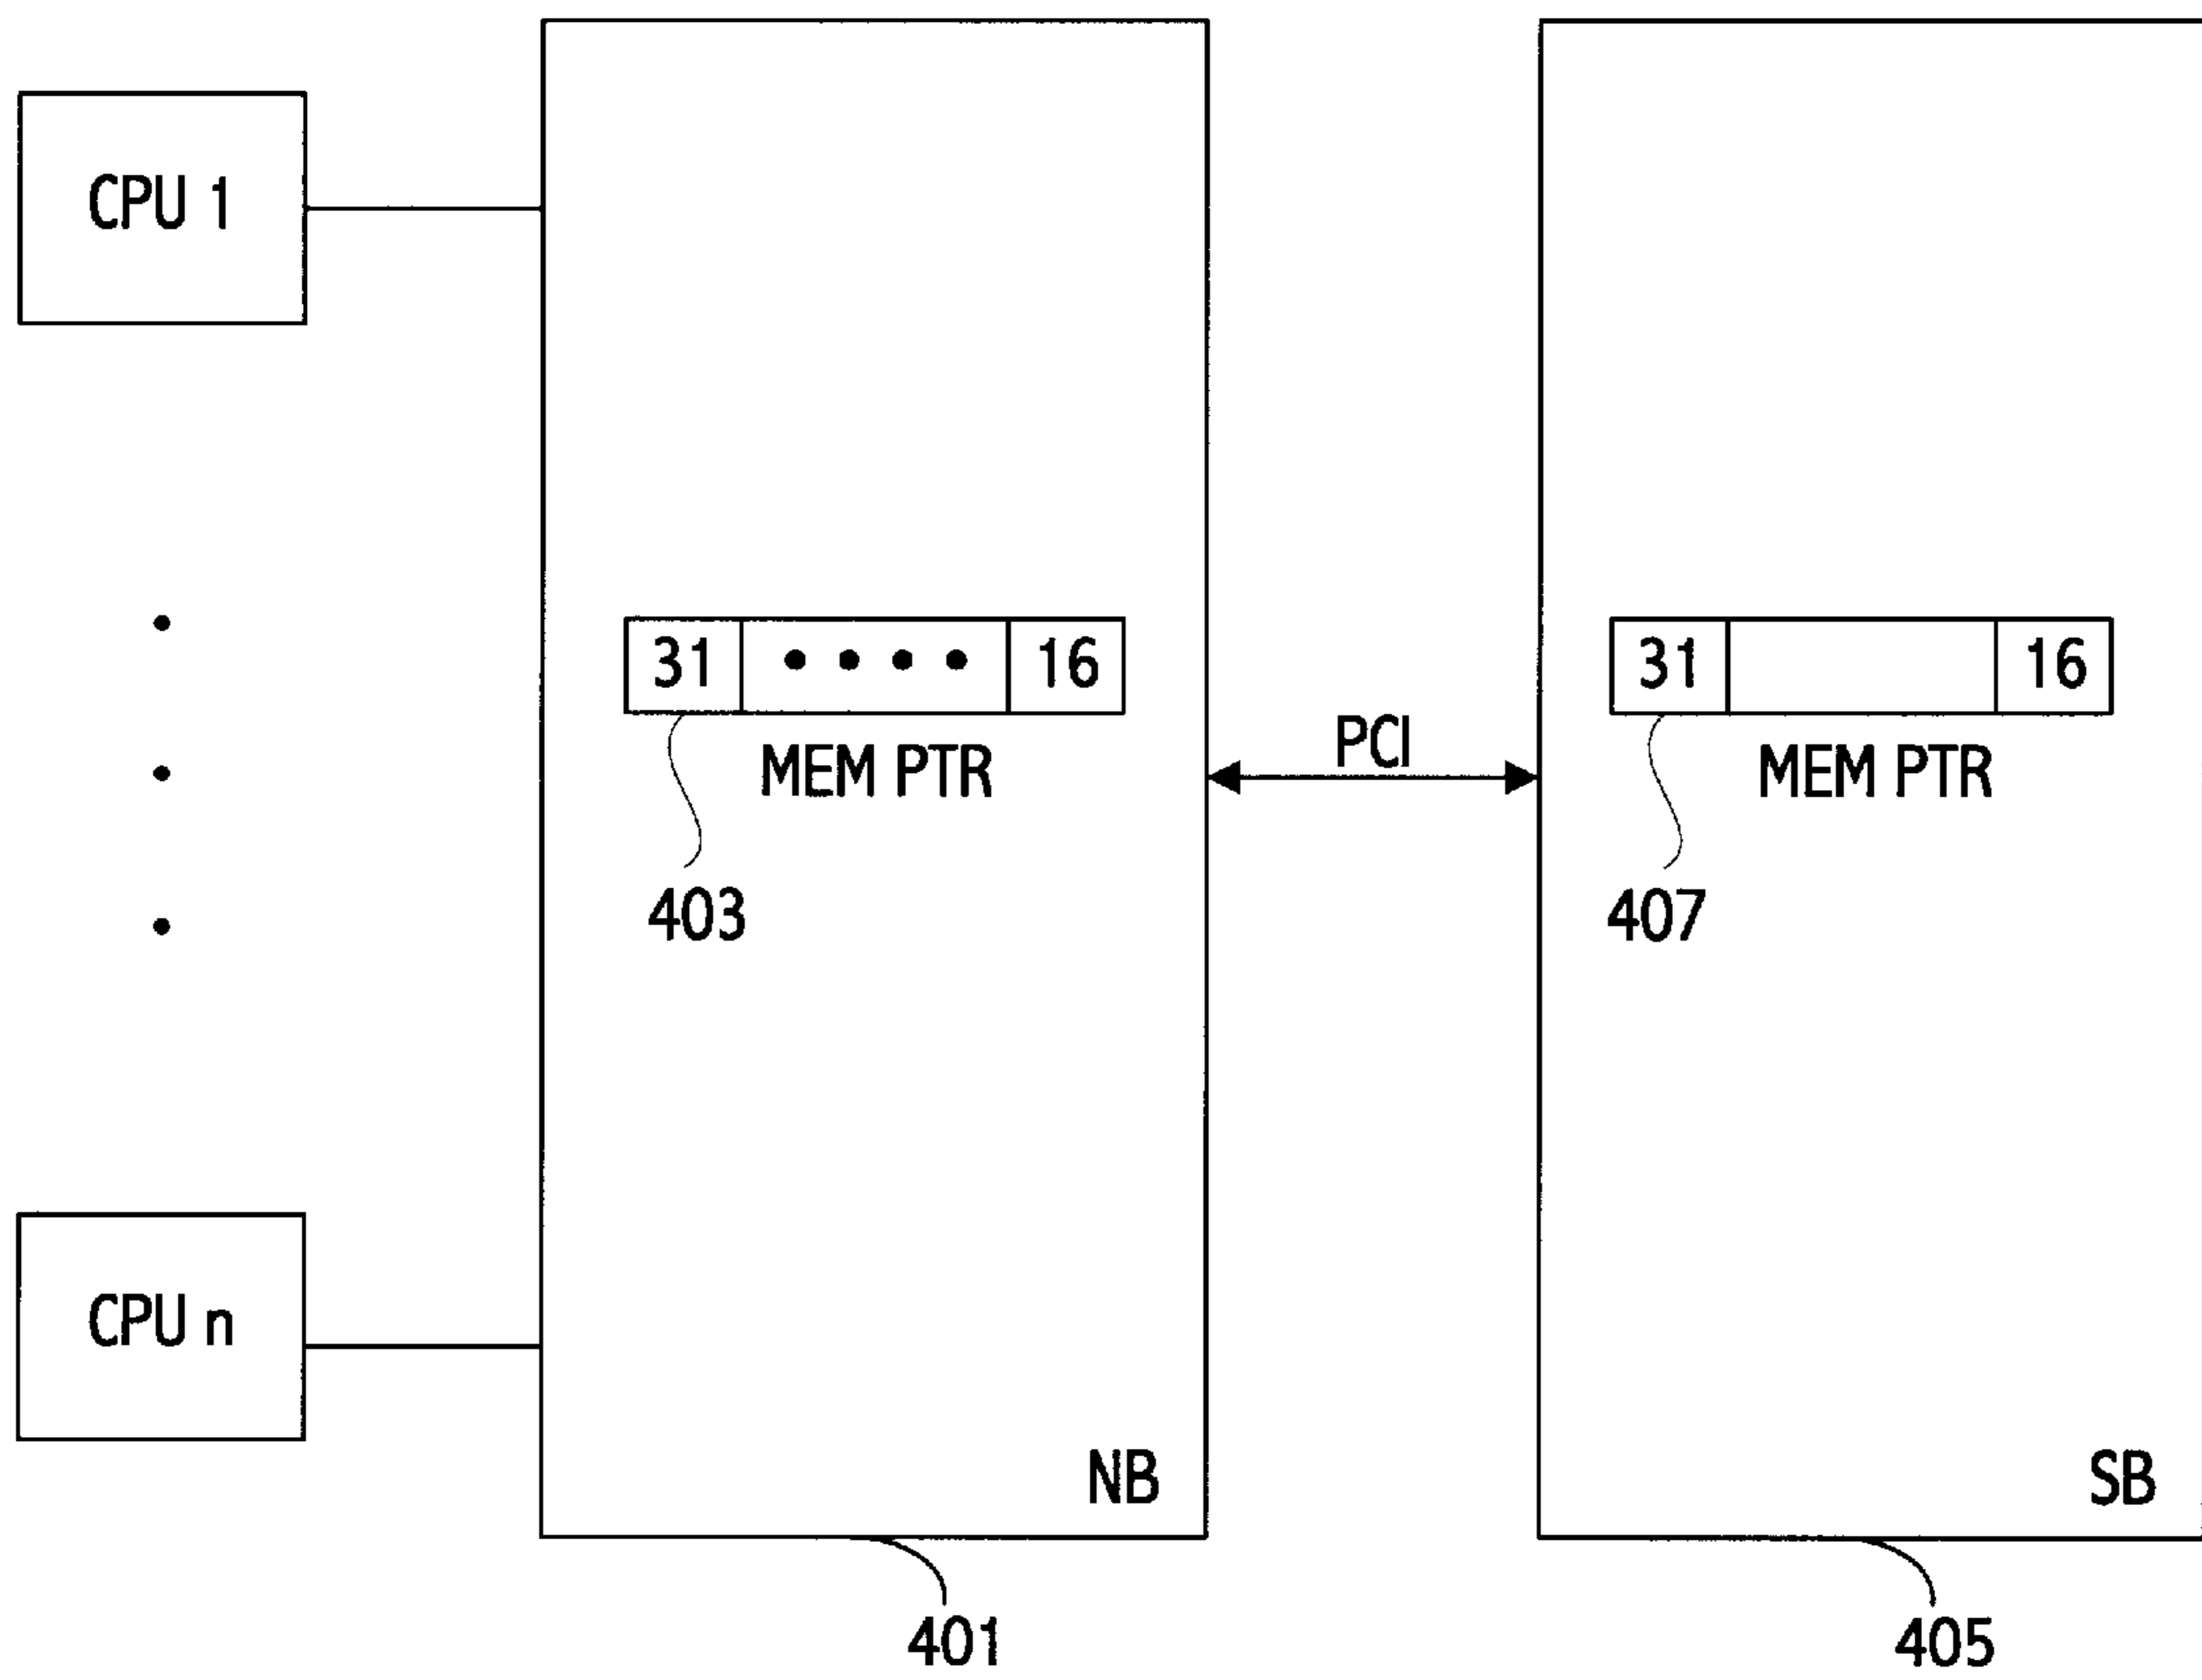 CPU 1
31 • • • • 16
MEM PTR
403
PCI
31 16
MEM PTR
407
CPU n
NB
SB
401
405